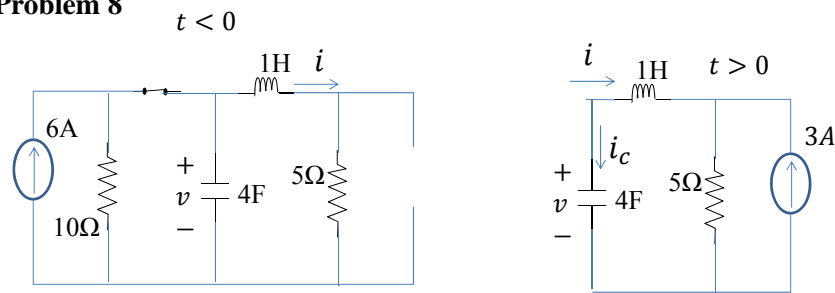 Problem 8
t < 0
1H i
6A
10Ω
+
v 4F
−
5Ω
i 1H t > 0
3A
i_c
+
v 4F
−
5Ω